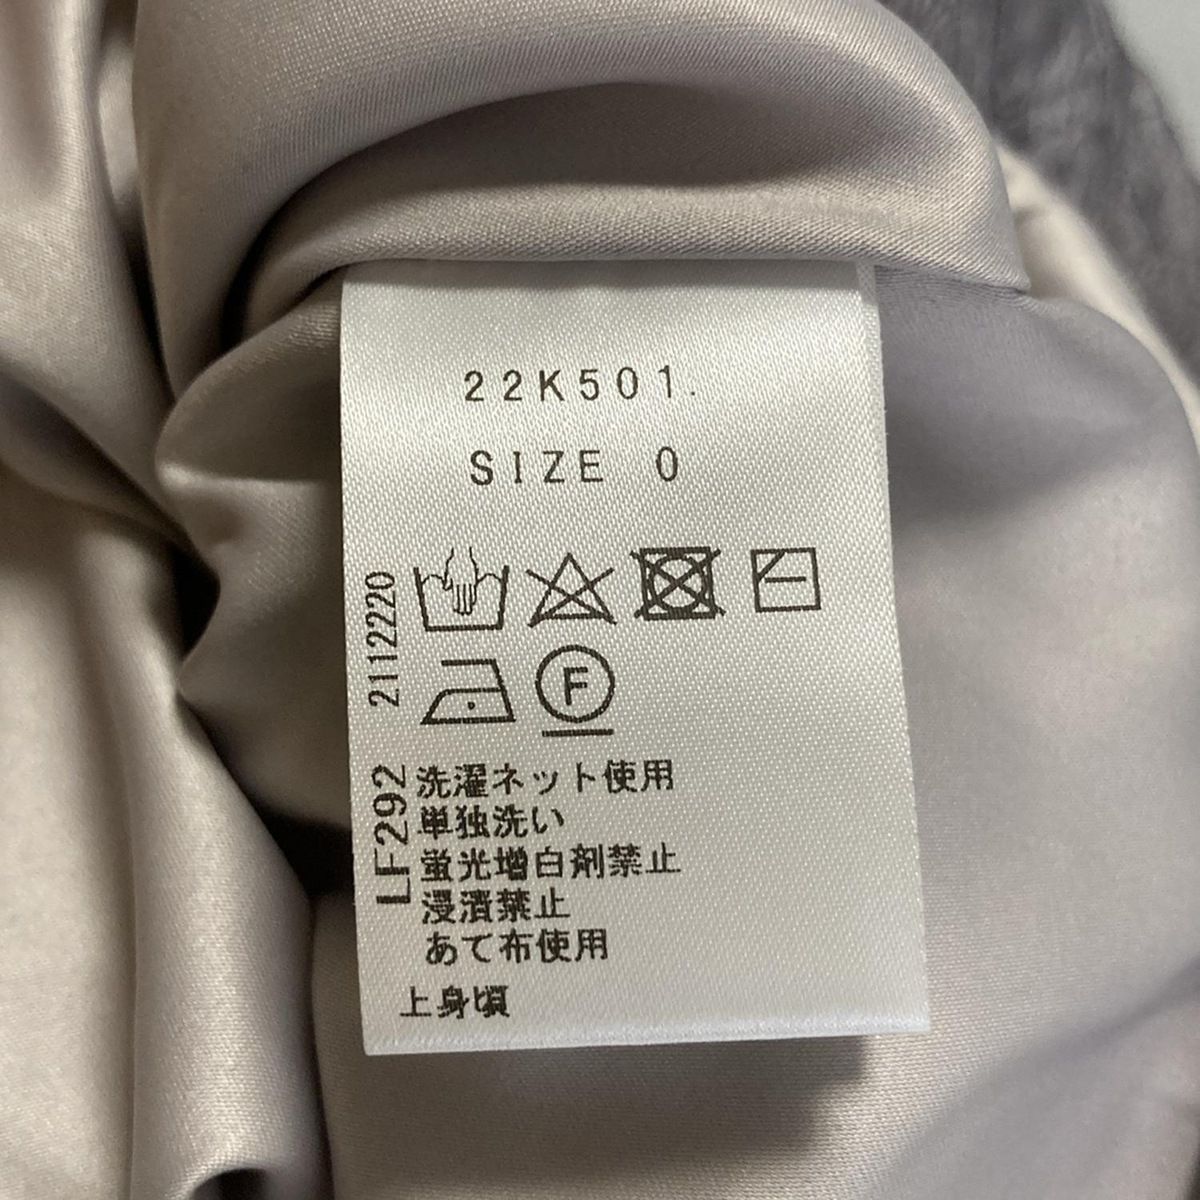 22K501.
SIZE 0
2112220
F
LF292
洗濯ネット使用
単独洗い
蛍光増白剤禁止
浸漬禁止
あて布使用
上身頃